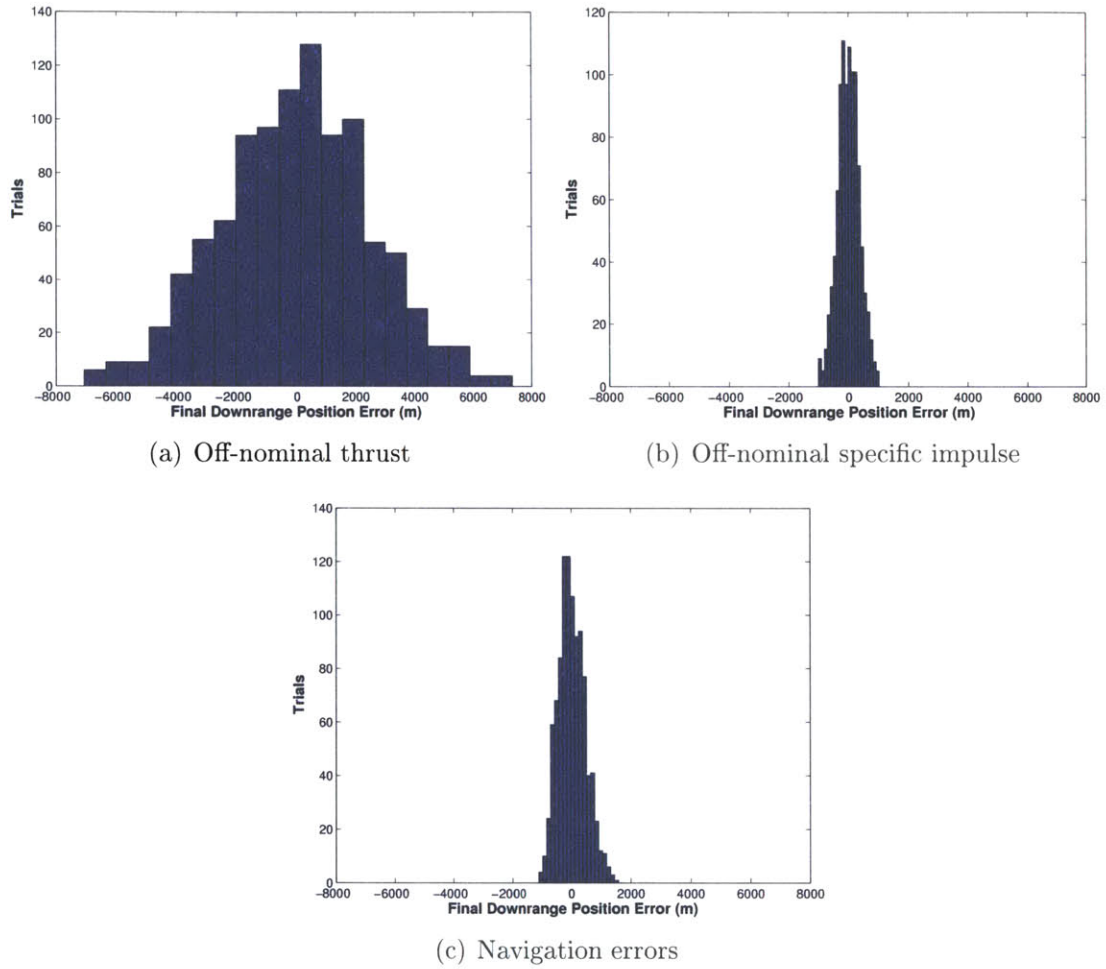 140
120
100
80
60
40
20
0
Trials
−8000 −6000 −4000 −2000 0 2000 4000 6000 8000
Final Downrange Position Error (m)
(a) Off-nominal thrust
120
100
80
60
40
20
0
Trials
−8000 −6000 −4000 −2000 0 2000 4000 6000 8000
Final Downrange Position Error (m)
(b) Off-nominal specific impulse
140
120
100
80
60
40
20
0
Trials
−8000 −6000 −4000 −2000 0 2000 4000 6000 8000
Final Downrange Position Error (m)
(c) Navigation errors